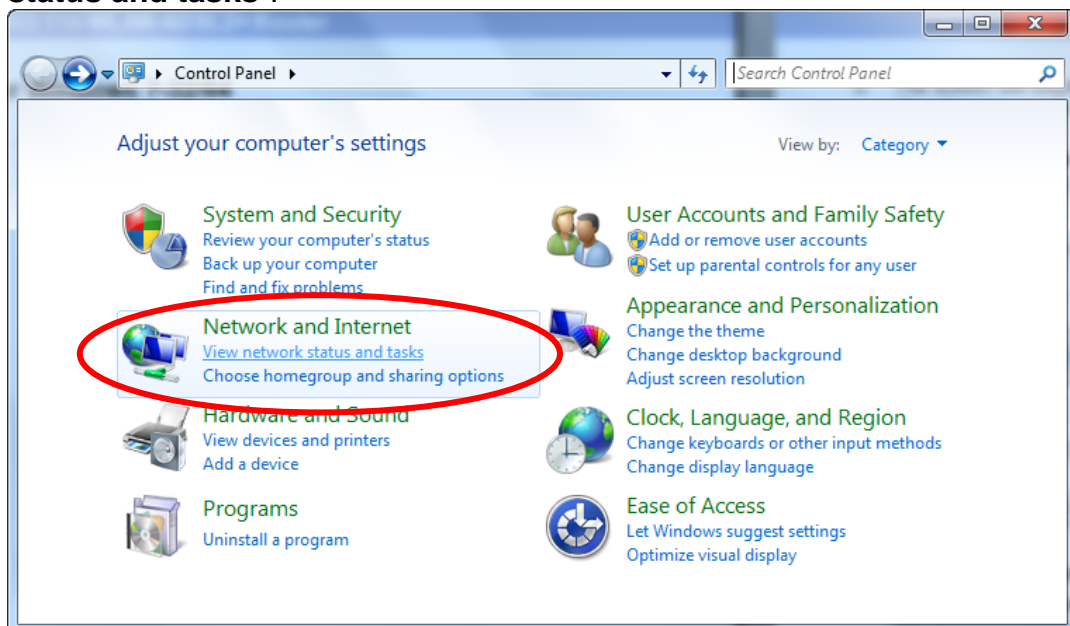 status and tasks".
Control Panel
Search Control Panel
Adjust your computer's settings
View by: Category
System and Security
Review your computer's status
Back up your computer
Find and fix problems
Network and Internet
View network status and tasks
Choose homegroup and sharing options
Hardware and Sound
View devices and printers
Add a device
Programs
Uninstall a program
User Accounts and Family Safety
Add or remove user accounts
Set up parental controls for any user
Appearance and Personalization
Change the theme
Change desktop background
Adjust screen resolution
Clock, Language, and Region
Change keyboards or other input methods
Change display language
Ease of Access
Let Windows suggest settings
Optimize visual display